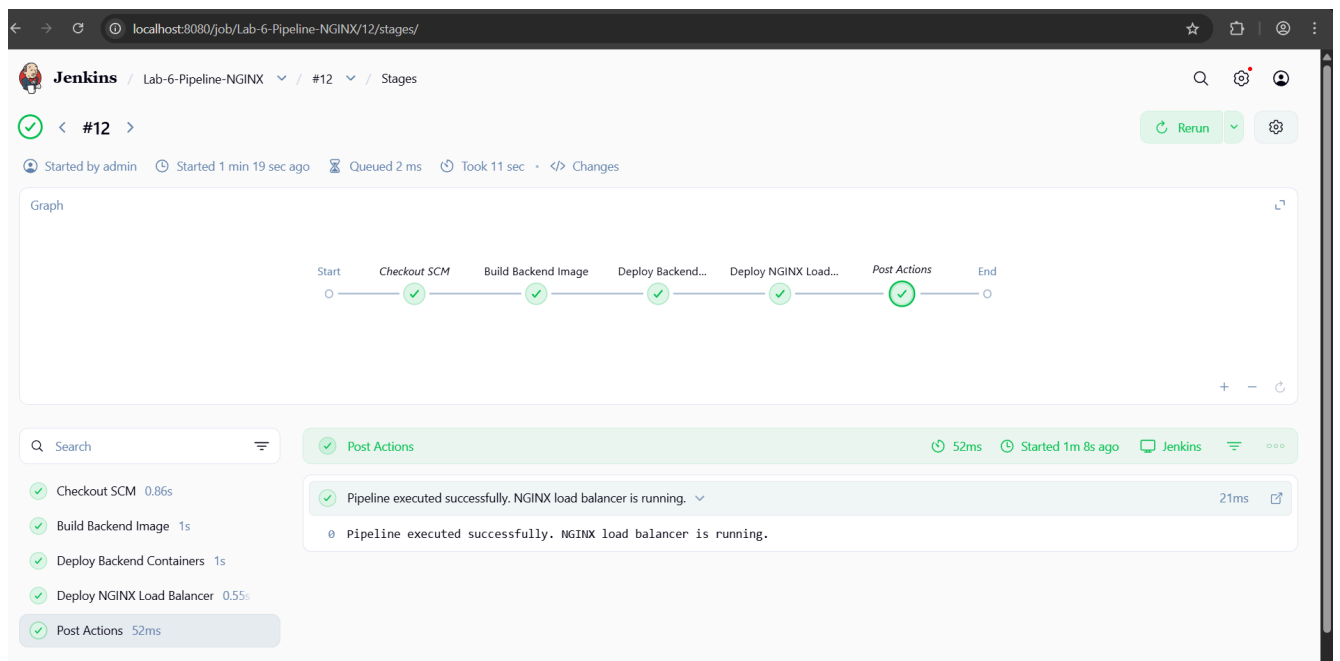 localhost:8080/job/Lab-6-Pipeline-NGINX/12/stages/
Jenkins / Lab-6-Pipeline-NGINX / #12 / Stages
#12
Rerun
Started by admin Started 1 min 19 sec ago Queued 2 ms Took 11 sec • </> Changes
Graph
Start Checkout SCM Build Backend Image Deploy Backend... Deploy NGINX Load... Post Actions End
Search
Post Actions 52ms Started 1m 8s ago Jenkins
Checkout SCM 0.86s
Pipeline executed successfully. NGINX load balancer is running. 21ms
Build Backend Image 1s
0 Pipeline executed successfully. NGINX load balancer is running.
Deploy Backend Containers 1s
Deploy NGINX Load Balancer 0.55s
Post Actions 52ms